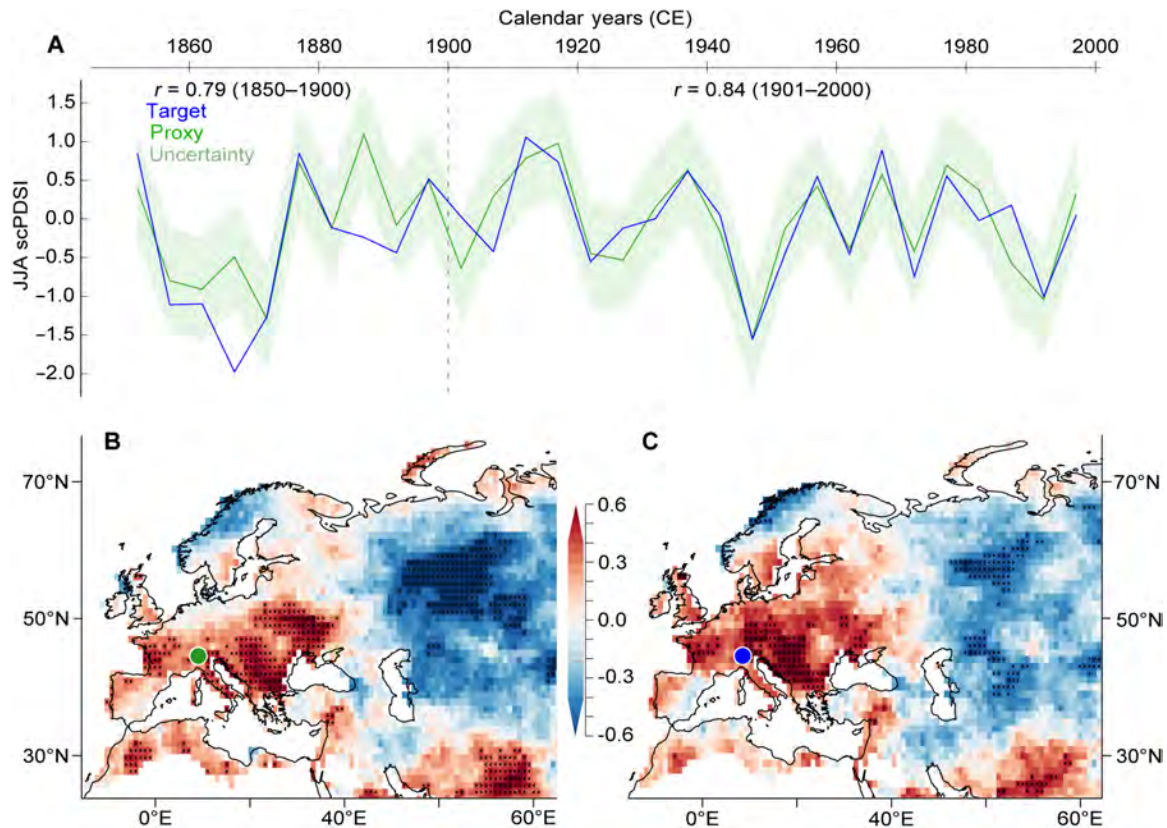 Calendar years (CE)
A
1860 1880 1900 1920 1940 1960 1980 2000
r = 0.79 (1850–1900) r = 0.84 (1901–2000)
Target
Proxy
Uncertainty
JJA scPDSI
1.5
1.0
0.5
0.0
−0.5
−1.0
−1.5
−2.0
B
70°N
50°N
30°N
0°E 20°E 40°E 60°E
0.6
0.3
0.0
-0.3
-0.6
C
70°N
50°N
30°N
0°E 20°E 40°E 60°E